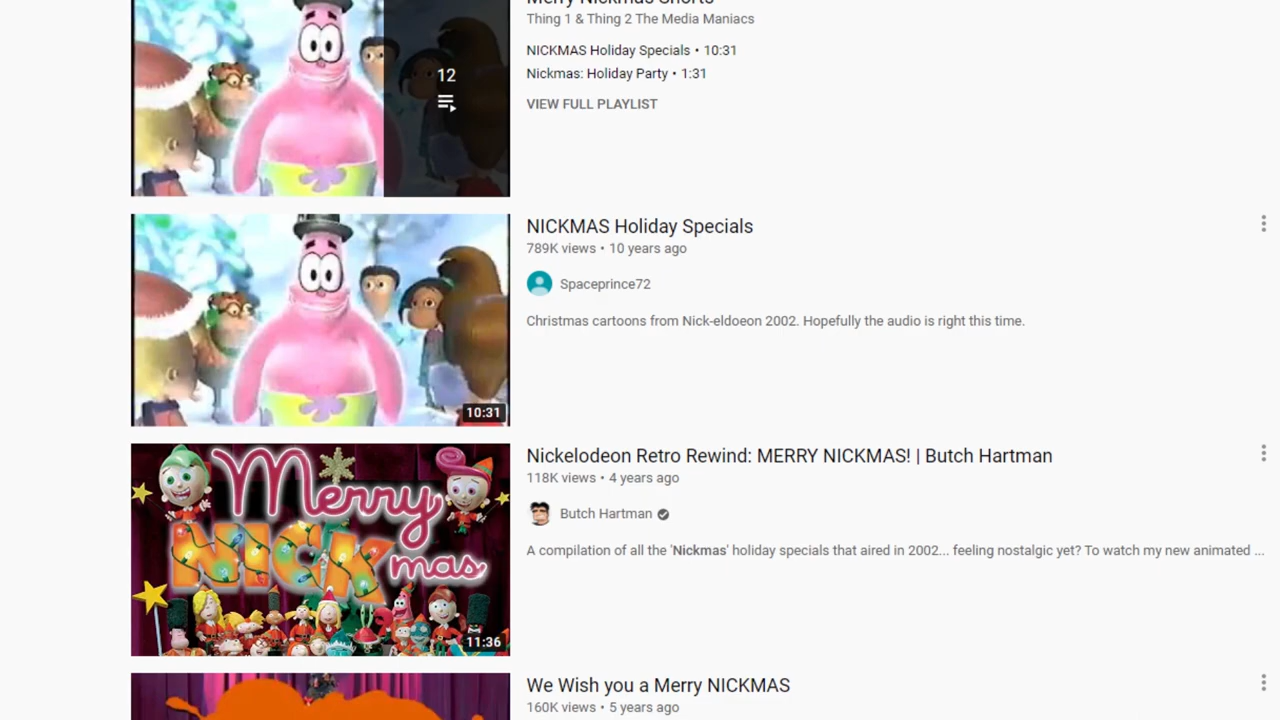 Merry Nickmas Shorts
Thing 1 & Thing 2 The Media Maniacs
NICKMAS Holiday Specials • 10:31
Nickmas: Holiday Party • 1:31
VIEW FULL PLAYLIST
12
NICKMAS Holiday Specials
789K views • 10 years ago
Spaceprince72
Christmas cartoons from Nick-eldoeon 2002. Hopefully the audio is right this time.
10:31
Nickelodeon Retro Rewind: MERRY NICKMAS! | Butch Hartman
118K views • 4 years ago
Butch Hartman
A compilation of all the 'Nickmas' holiday specials that aired in 2002... feeling nostalgic yet? To watch my new animated ...
Merry
NICK
mas
11:36
We Wish you a Merry NICKMAS
160K views • 5 years ago